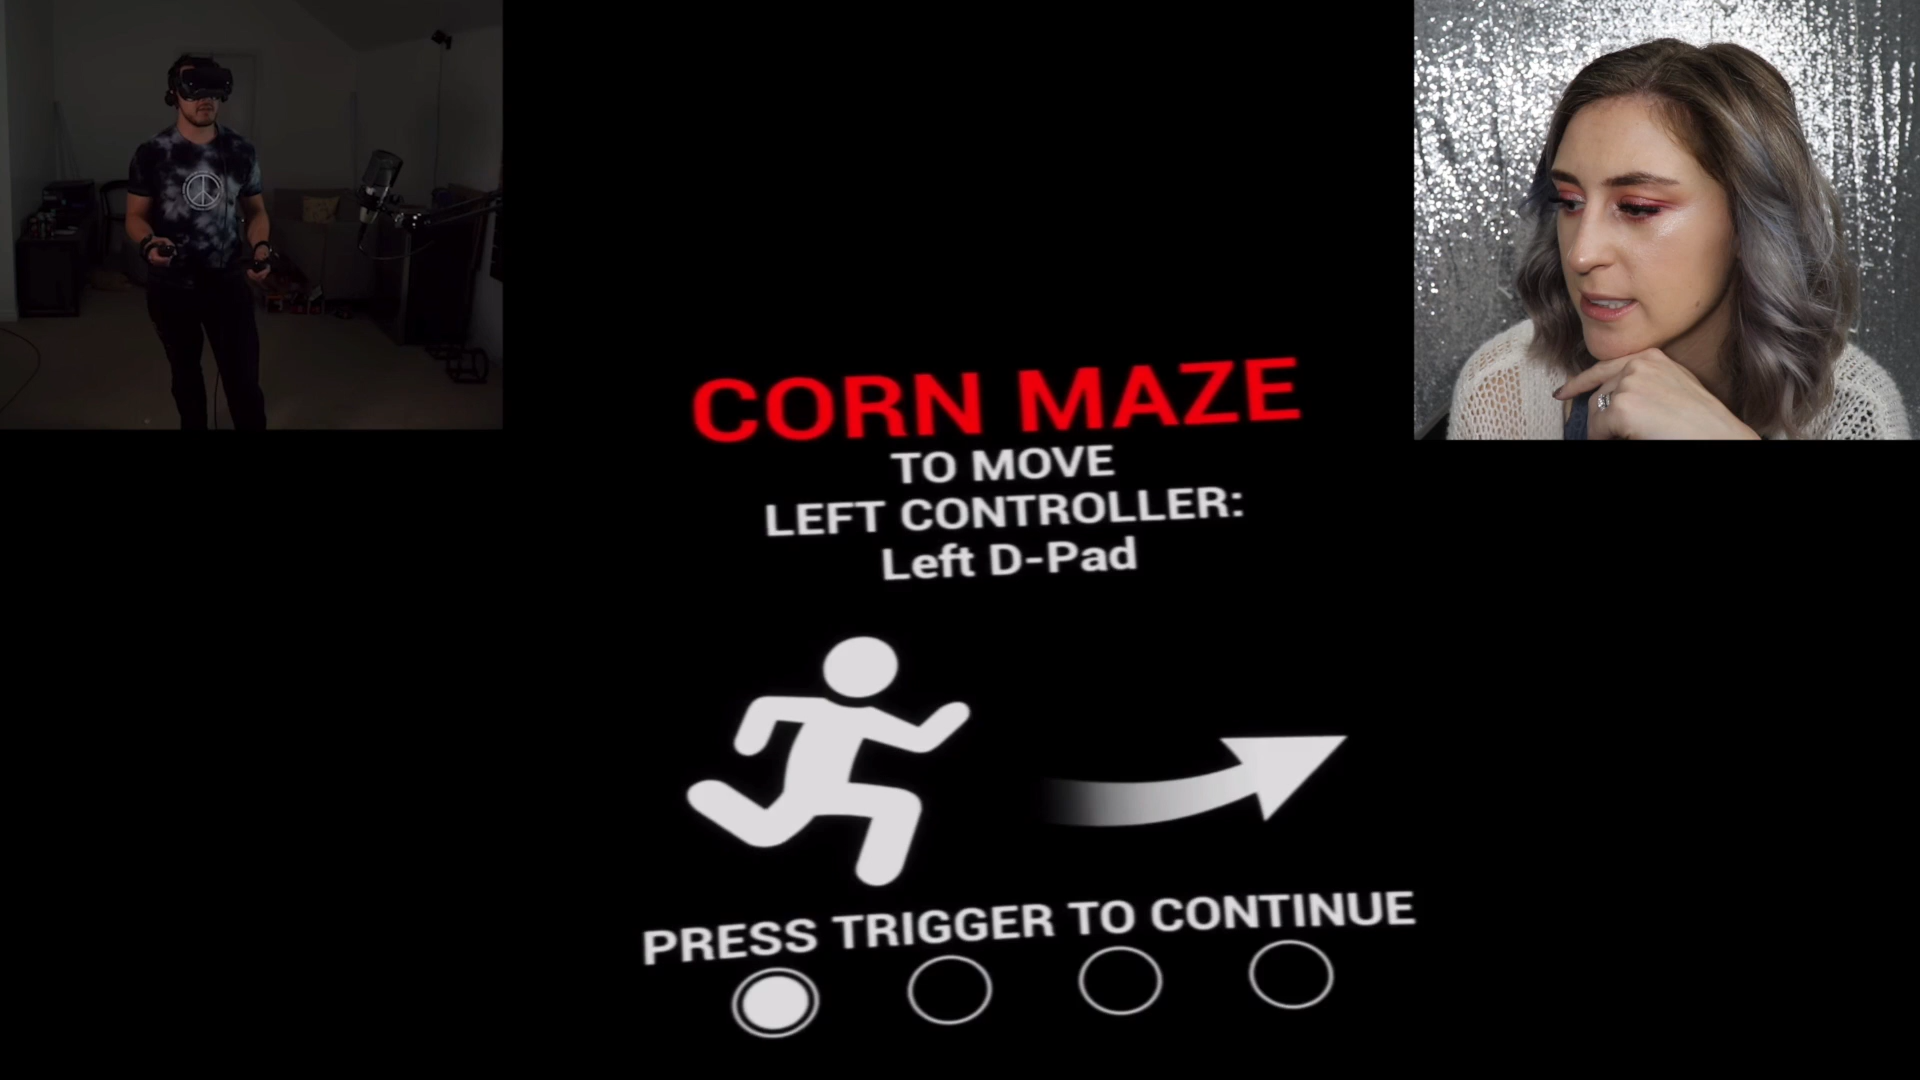 CORN MAZE
TO MOVE
LEFT CONTROLLER:
Left D-Pad
PRESS TRIGGER TO CONTINUE